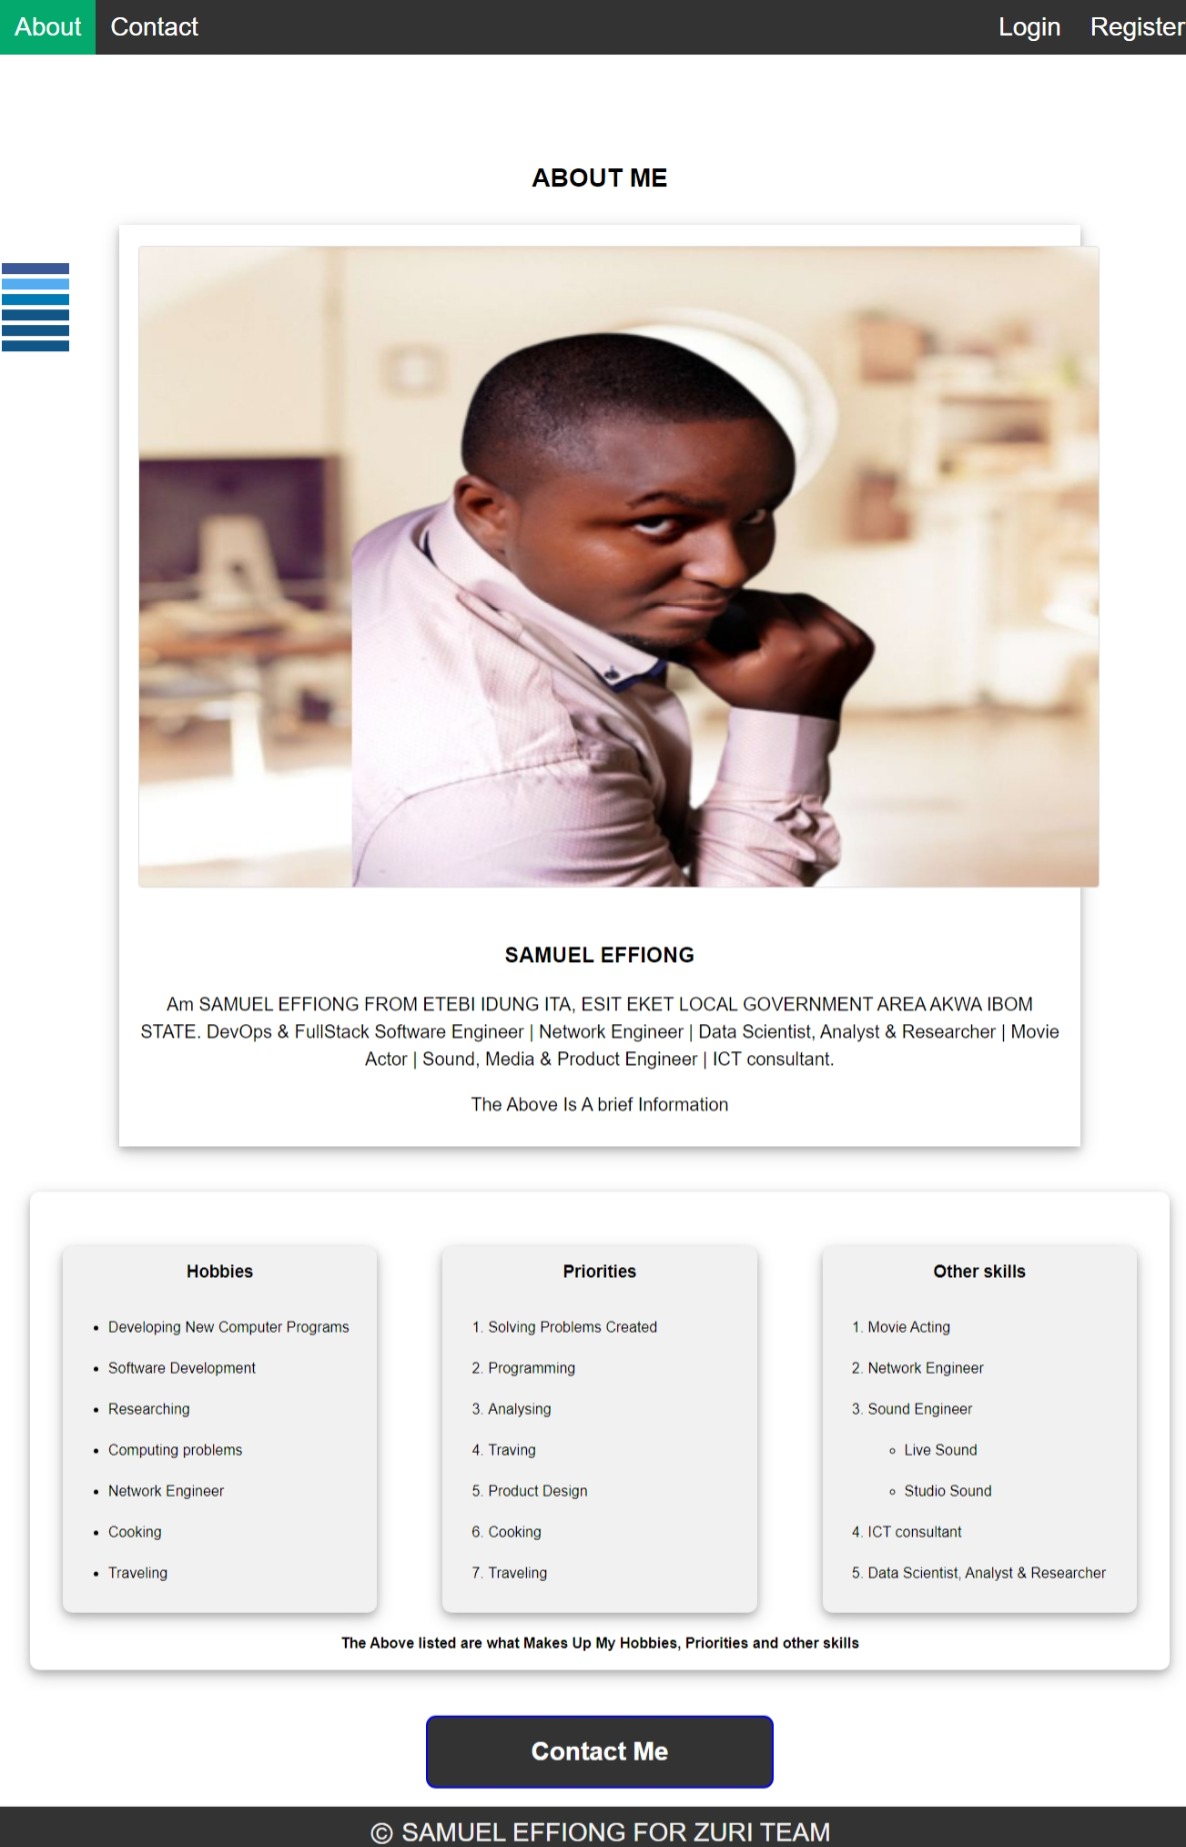 About Contact Login Register
ABOUT ME
SAMUEL EFFIONG
Am SAMUEL EFFIONG FROM ETEBI IDUNG ITA, ESIT EKET LOCAL GOVERNMENT AREA AKWA IBOM
STATE. DevOps & FullStack Software Engineer | Network Engineer | Data Scientist, Analyst & Researcher | Movie
Actor | Sound, Media & Product Engineer | ICT consultant.
The Above Is A brief Information
Hobbies
• Developing New Computer Programs
• Software Development
• Researching
• Computing problems
• Network Engineer
• Cooking
• Traveling
Priorities
1. Solving Problems Created
2. Programming
3. Analysing
4. Traving
5. Product Design
6. Cooking
7. Traveling
Other skills
1. Movie Acting
2. Network Engineer
3. Sound Engineer
◦ Live Sound
◦ Studio Sound
4. ICT consultant
5. Data Scientist, Analyst & Researcher
The Above listed are what Makes Up My Hobbies, Priorities and other skills
Contact Me
© SAMUEL EFFIONG FOR ZURI TEAM